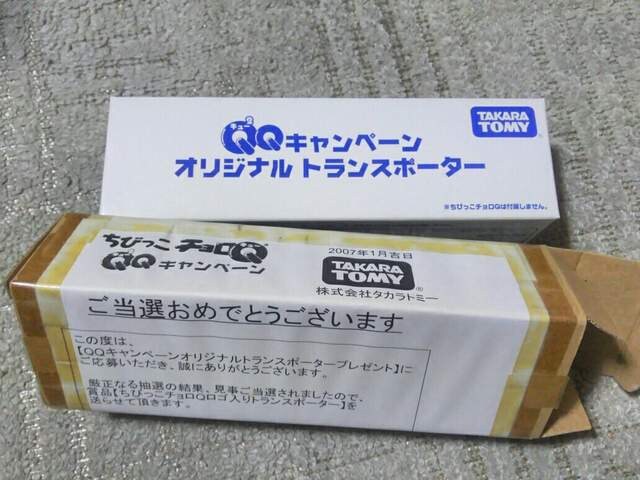 キュー2
QQキャンペーン
オリジナル トランスポーター
TAKARA
TOMY
※ちびっこチョロQは付属しません。
ちびっこチョロQ
QQキャンペーン
2007年1月吉日
TAKARA
TOMY®
株式会社タカラトミー
ご当選おめでとうございます
この度は、
【QQキャンペーンオリジナルトランスポータープレゼント】に
ご応募いただき、誠にありがとうございます。
厳正なる抽選の結果、見事ご当選されましたので、
賞品【ちびっこチョロQロゴ入りトランスポーター】を
送らせて頂きます。